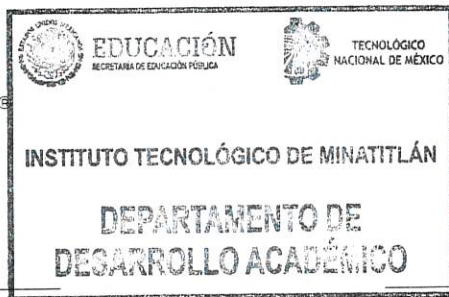 EDUCACIÓN
SECRETARÍA DE EDUCACIÓN PÚBLICA
TECNOLÓGICO
NACIONAL DE MÉXICO
INSTITUTO TECNOLÓGICO DE MINATITLÁN
DEPARTAMENTO DE
DESARROLLO ACADÉMICO